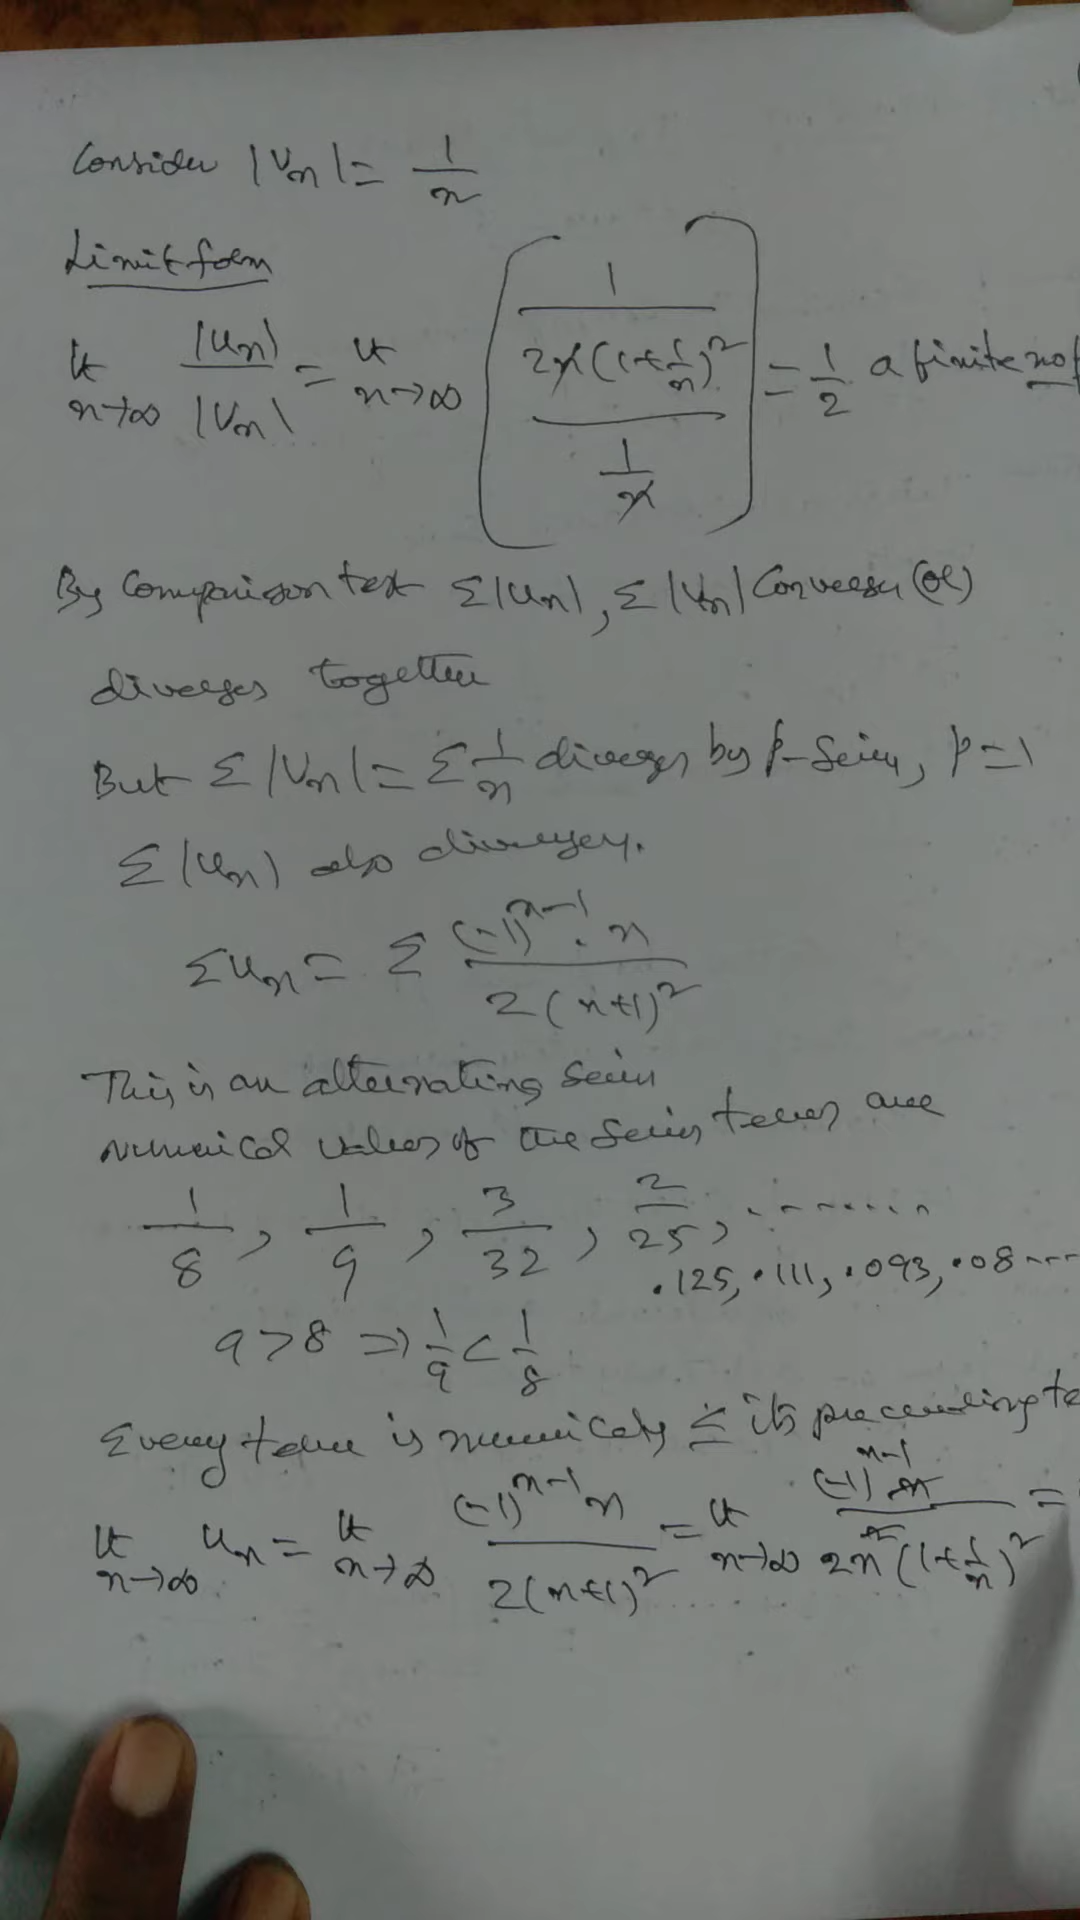 Consider |Vn| = 1/n
Limit form
lt n→∞ |Un|/|Vn| = lt n→∞ [ (1/(2n(1+1/n)^2)) / (1/n) ] = 1/2 a finite no
By Comparison test Σ|Un|, Σ|Vn| Converges (or)
diverges together
But Σ|Vn| = Σ 1/n diverges by p-Series, p=1
Σ|Un| also diverges.
ΣUn = Σ (-1)^(n-1) . n / 2(n+1)^2
This is an alternating Series
Numerical values of the Series terms are
1/8, 1/9, 3/32, 2/25, ........
.125, .111, .093, .08 ---
9>8 ⇒ 1/9 < 1/8
Every term is numerically ≤ its preceeding te
lt n→∞ Un = lt n→∞ (-1)^(n-1) n / 2(n+1)^2 = lt n→∞ (-1)^(n-1) n / 2n^2(1+1/n)^2 =